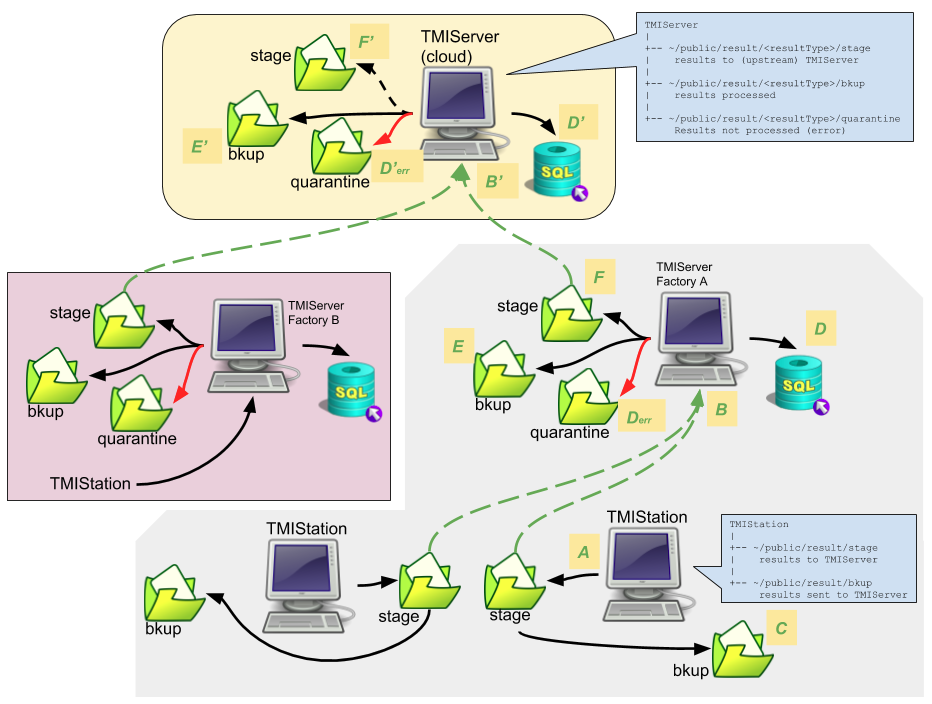 TMIServer
(cloud)
stage
F’
E’
bkup
quarantine
D’err
B’
D’
SQL
TMIServer
|
+-- ~/public/result/<resultType>/stage
|    results to (upstream) TMIServer
|
+-- ~/public/result/<resultType>/bkup
|    results processed
|
+-- ~/public/result/<resultType>/quarantine
     Results not processed (error)
TMIServer
Factory B
stage
bkup
quarantine
SQL
TMIStation
TMIServer
Factory A
stage
F
E
bkup
quarantine
Derr
B
D
SQL
TMIStation
stage
bkup
TMIStation
A
stage
C
bkup
TMIStation
|
+-- ~/public/result/stage
|    results to TMIServer
|
+-- ~/public/result/bkup
     results sent to TMIServer